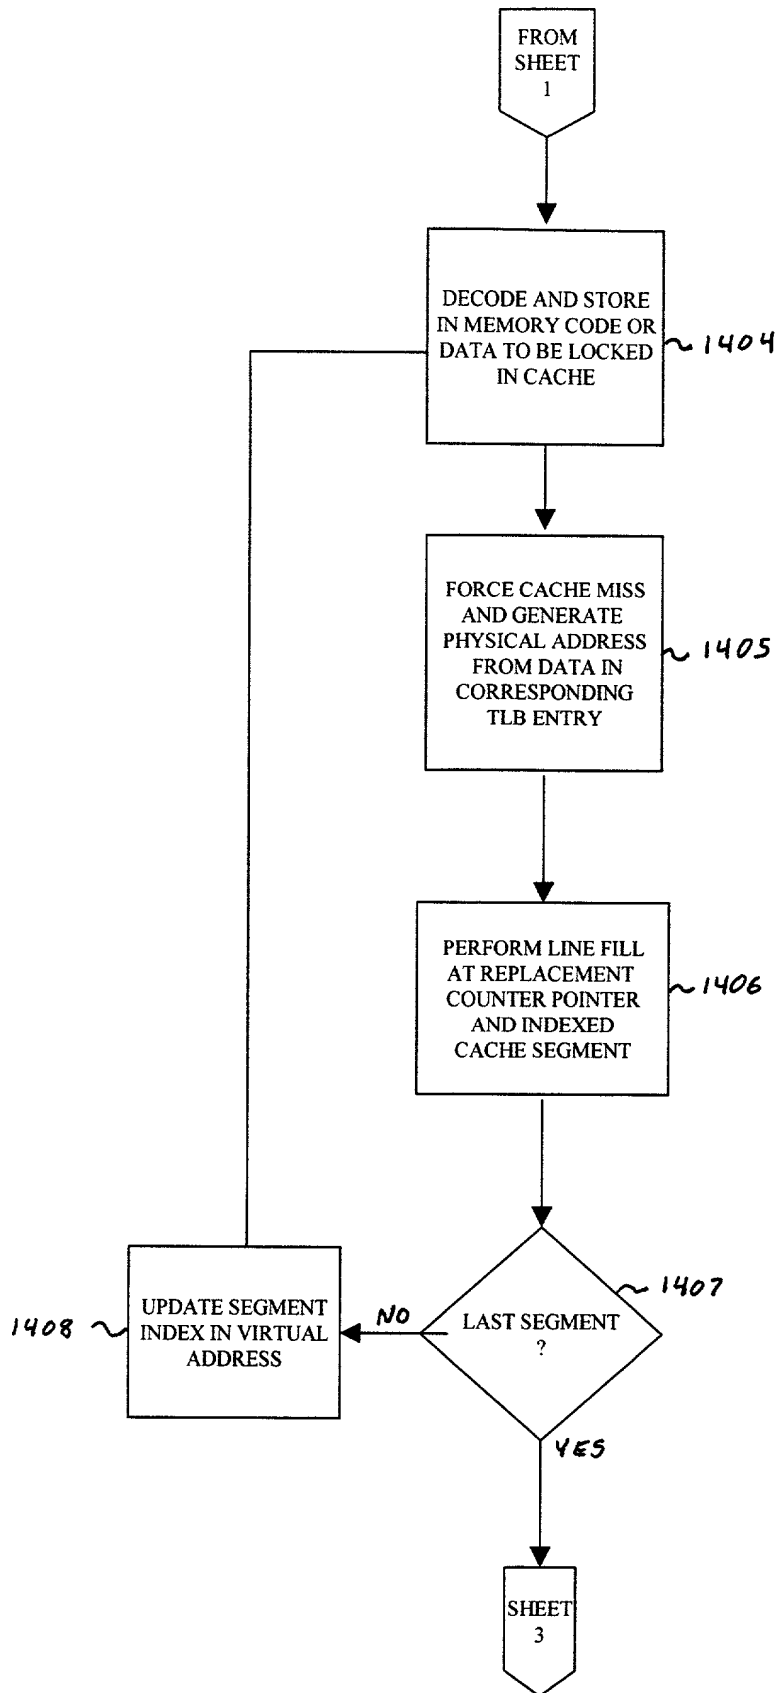 FROM
SHEET
1
DECODE AND STORE
IN MEMORY CODE OR
DATA TO BE LOCKED
IN CACHE
1404
FORCE CACHE MISS
AND GENERATE
PHYSICAL ADDRESS
FROM DATA IN
CORRESPONDING
TLB ENTRY
1405
PERFORM LINE FILL
AT REPLACEMENT
COUNTER POINTER
AND INDEXED
CACHE SEGMENT
1406
1407
LAST SEGMENT
?
NO
YES
1408
UPDATE SEGMENT
INDEX IN VIRTUAL
ADDRESS
SHEET
3